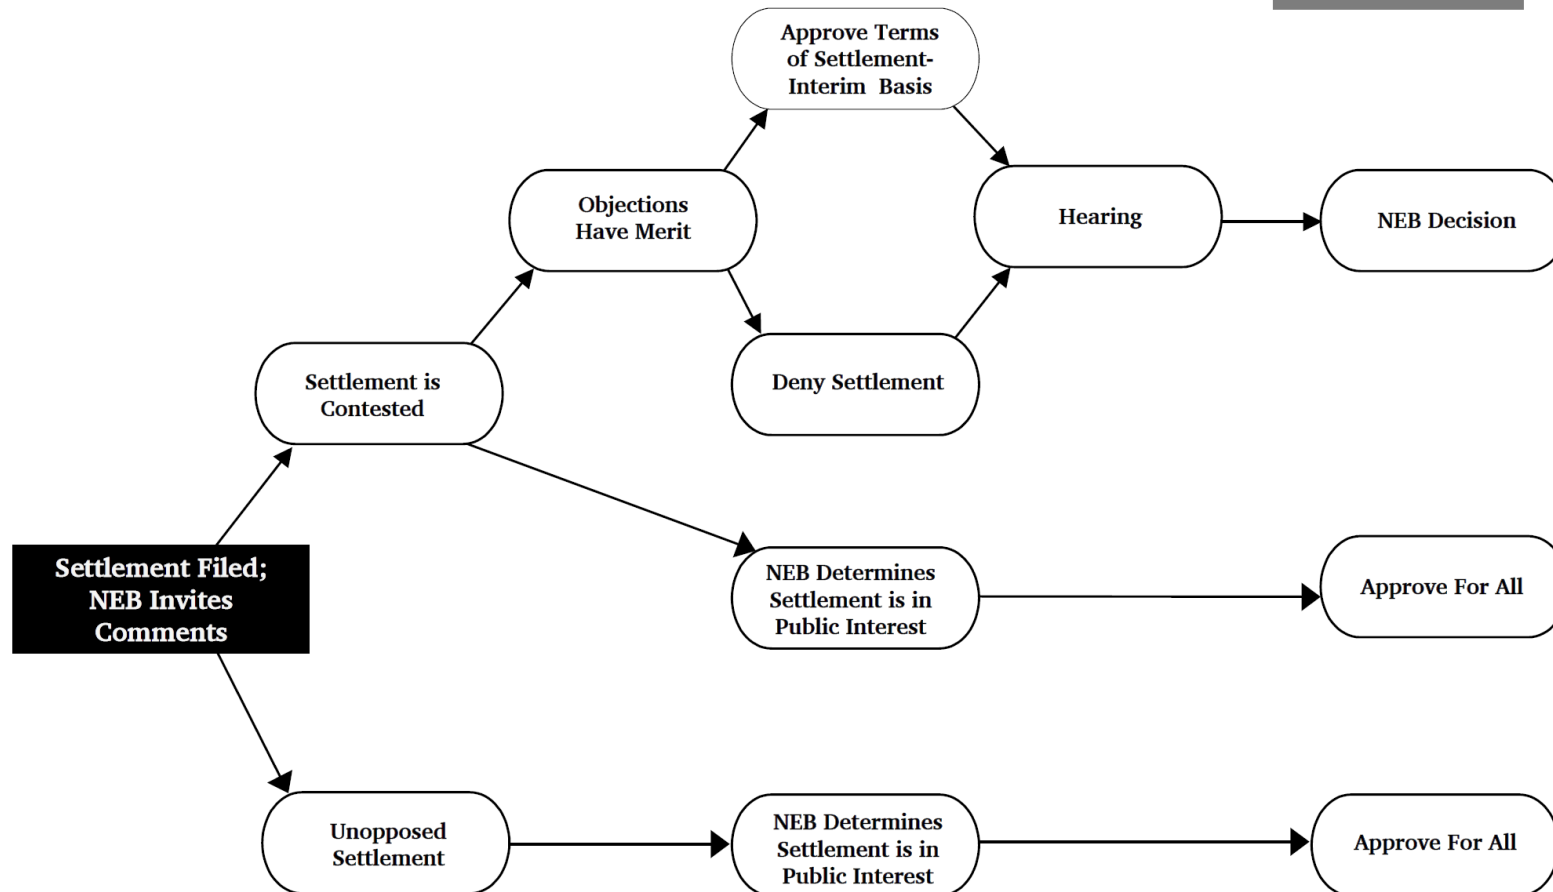 Approve Terms
of Settlement-
Interim Basis
Objections
Have Merit
Hearing
NEB Decision
Settlement is
Contested
Deny Settlement
Settlement Filed;
NEB Invites
Comments
NEB Determines
Settlement is in
Public Interest
Approve For All
Unopposed
Settlement
NEB Determines
Settlement is in
Public Interest
Approve For All